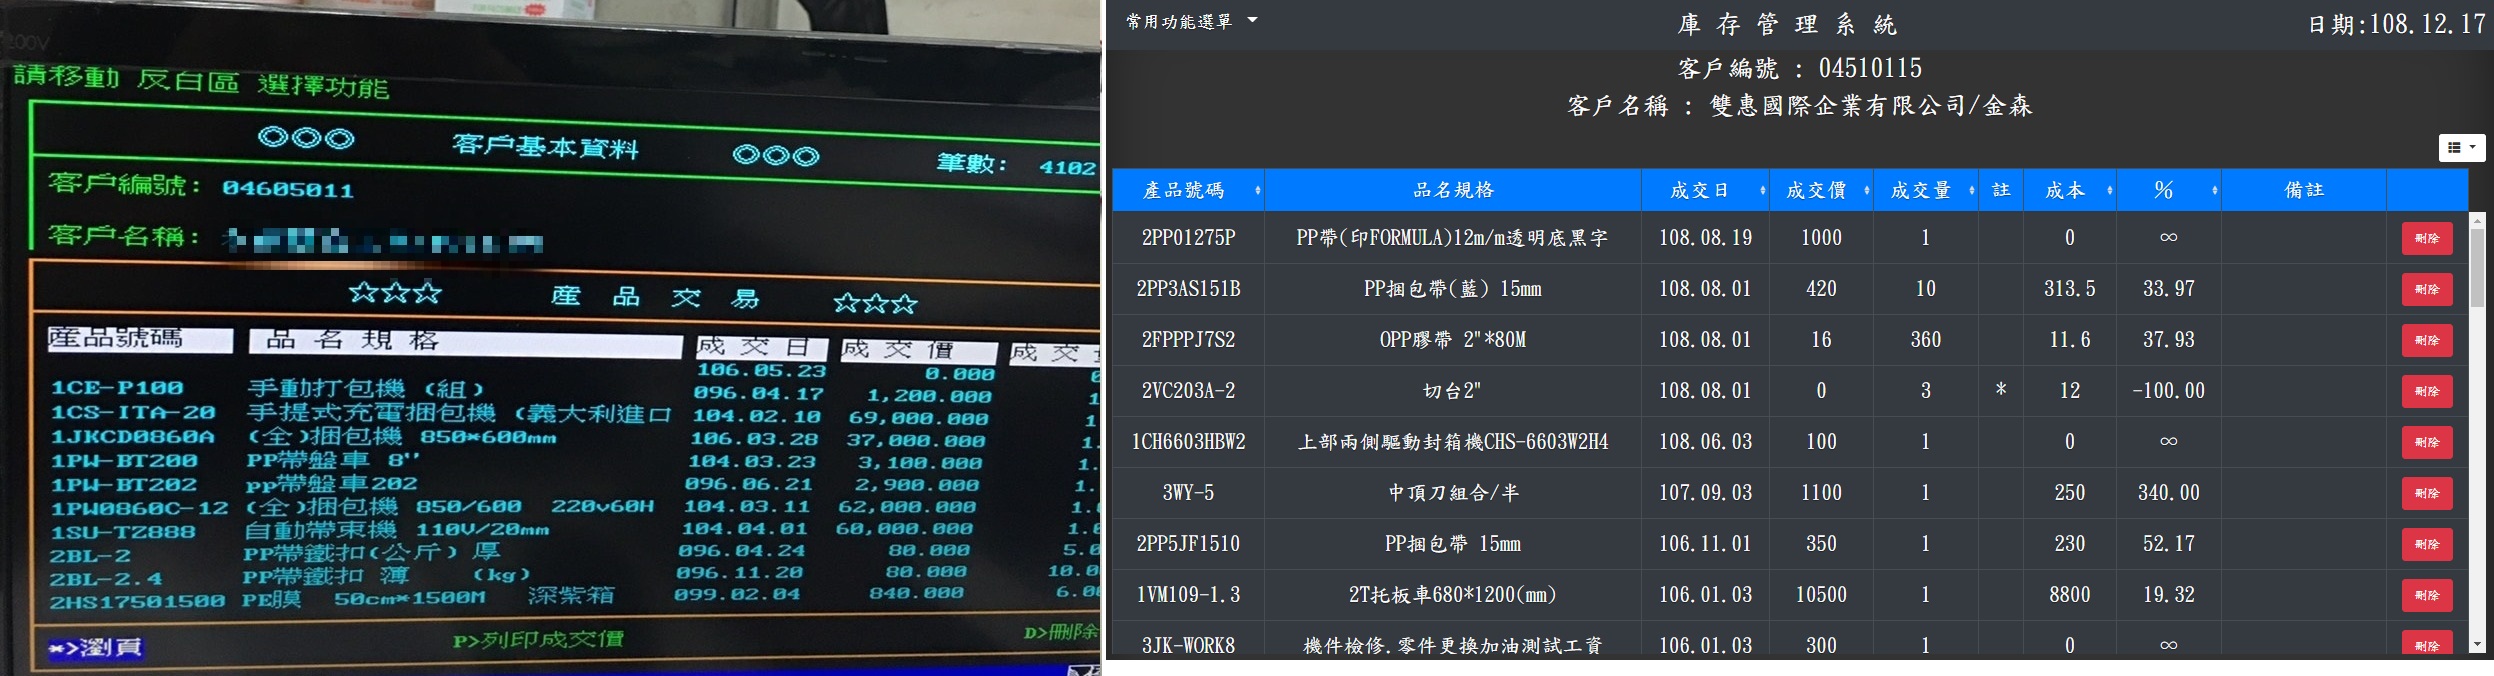 200V
請移動 反白區 選擇功能
◎◎◎ 客戶基本資料 ◎◎◎ 筆數: 4102
客戶編號: 04605011
客戶名稱:
☆☆☆ 產 品 交 易 ☆☆☆
產品號碼 品 名 規 格 成 交 日 成 交 價 成 交
106.05.23 0.000
1CE-P100 手動打包機 (組) 096.04.17 1,200.000 1
1CS-ITA-20 手提式充電捆包機 (義大利進口 104.02.10 69,000.000 1
1JKCD0860A (全)捆包機 850*600mm 106.03.28 37,000.000 1.
1PW-BT200 PP帶盤車 8'' 104.03.23 3,100.000 1.
1PW-BT202 pp帶盤車202 096.06.21 2,900.000 1.
1PW0860C-12 (全)捆包機 850/600 220v60H 104.03.11 62,000.000 1.0
1SU-TZ888 自動帶束機 110V/20mm 104.04.01 60,000.000 1.0
2BL-2 PP帶鐵扣(公斤) 厚 096.04.24 80.000 5.0
2BL-2.4 PP帶鐵扣 薄 (kg) 096.11.20 80.000 10.0
2HS17501500 PE膜 50cm*1500M 深紫箱 099.02.04 840.000 6.00
*>瀏頁 P>列印成交價 D>刪除
常用功能選單 庫 存 管 理 系 統 日期:108.12.17
客戶編號 : 04510115
客戶名稱 : 雙惠國際企業有限公司/金森
產品號碼 品名規格 成交日 成交價 成交量 註 成本 % 備註
2PP01275P PP帶(印FORMULA)12m/m透明底黑字 108.08.19 1000 1 0 ∞ 刪除
2PP3AS151B PP捆包帶(藍) 15mm 108.08.01 420 10 313.5 33.97 刪除
2FPPPJ7S2 OPP膠帶 2"*80M 108.08.01 16 360 11.6 37.93 刪除
2VC203A-2 切台2" 108.08.01 0 3 * 12 -100.00 刪除
1CH6603HBW2 上部兩側驅動封箱機CHS-6603W2H4 108.06.03 100 1 0 ∞ 刪除
3WY-5 中頂刀組合/半 107.09.03 1100 1 250 340.00 刪除
2PP5JF1510 PP捆包帶 15mm 106.11.01 350 1 230 52.17 刪除
1VM109-1.3 2T托板車680*1200(mm) 106.01.03 10500 1 8800 19.32 刪除
3JK-WORK8 機件檢修.零件更換加油測試工資 106.01.03 300 1 0 ∞ 刪除